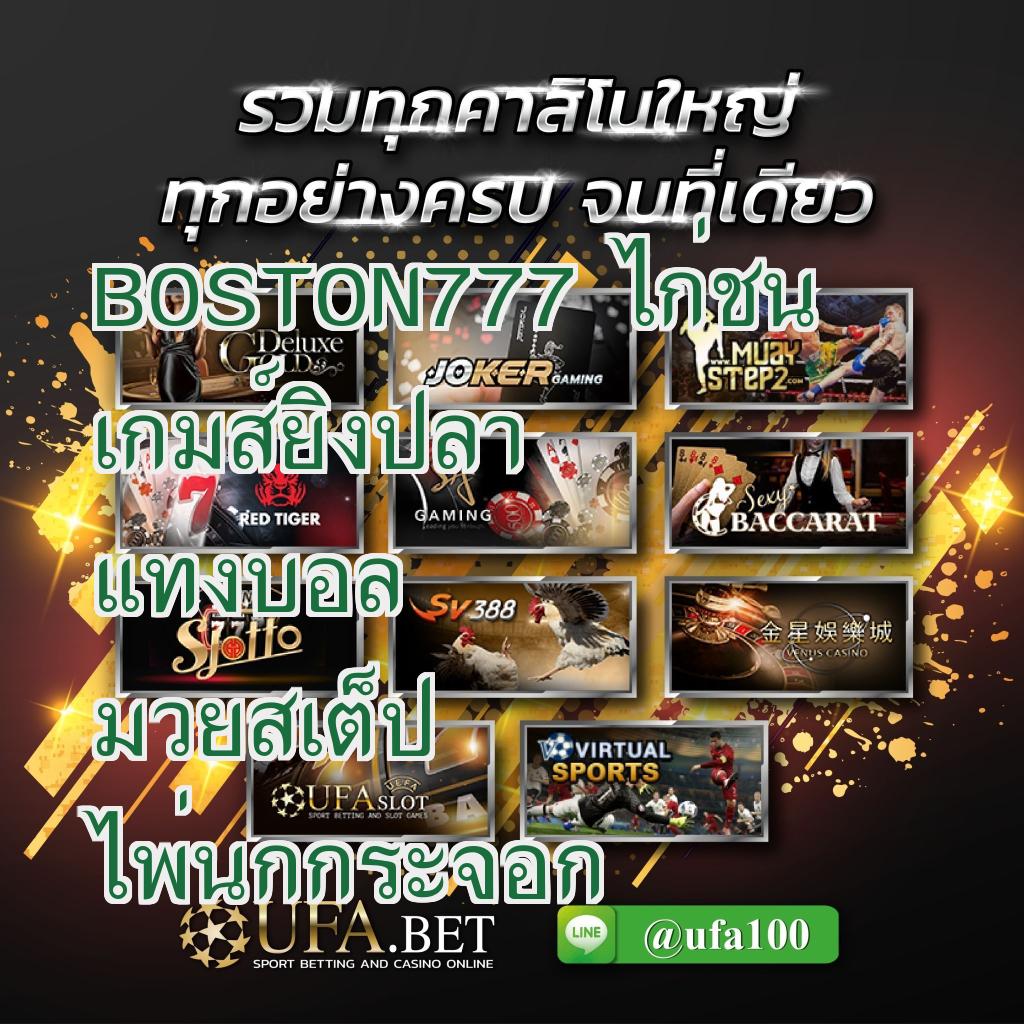 รวมทุกคาสิโนใหญ่
ทุกอย่างครบ จบที่เดียว
BOSTON777 ไก่ชน
Deluxe
GOLD
JOKER GAMING
WWW.MUAY
STEP2.COM
เกมส์ยิงปลา
RED TIGER
GAMING
Sexy
BACCARAT
แทงบอล
Slotto
SV388
金星娛樂城
VENUS CASINO
มวยสเต็ป
UEFA
UFASLOT
SPORT BETTING AND SLOT GAMES
VIRTUAL
SPORTS
ไพ่นกกระจอก
UFA.BET
SPORT BETTING AND CASINO ONLINE
LINE
@ufa100